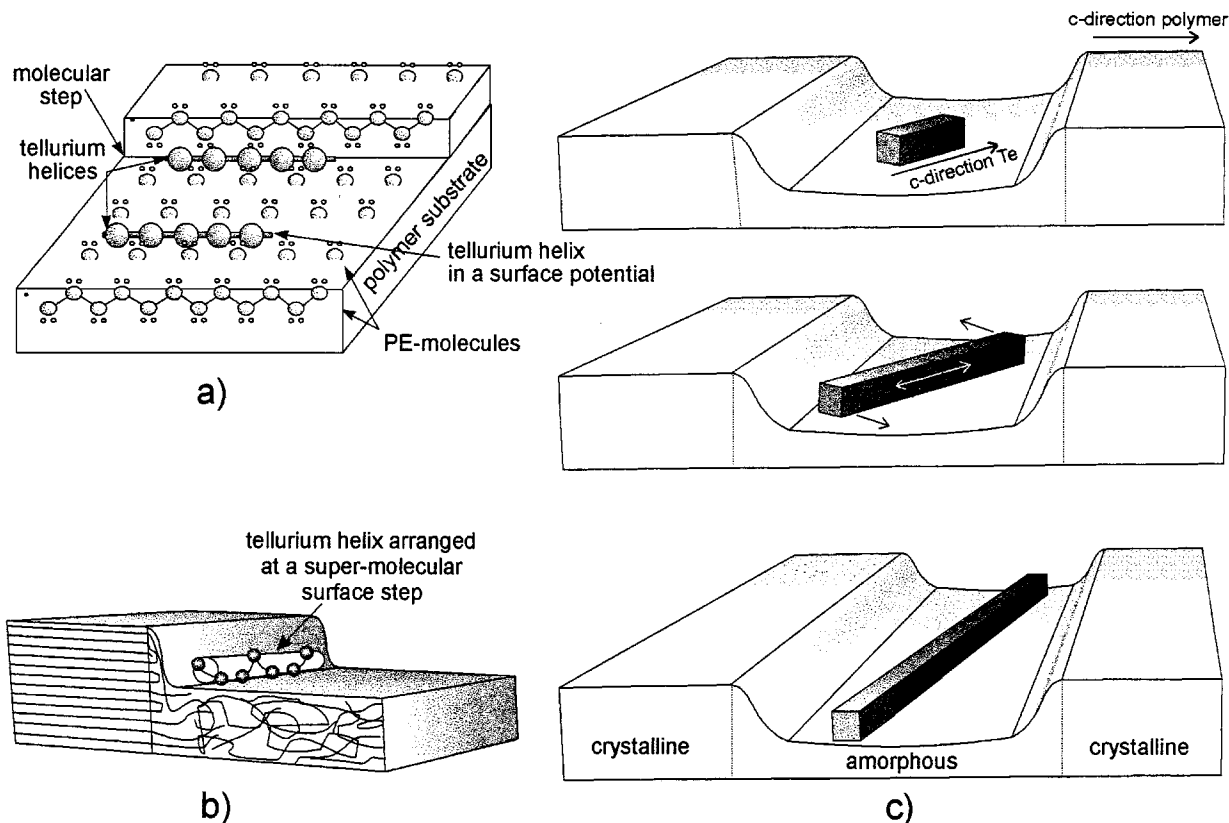 molecular
step
tellurium
helices
polymer substrate
tellurium helix
in a surface potential
PE-molecules
a)
tellurium helix arranged
at a super-molecular
surface step
b)
c-direction polymer
c-direction Te
crystalline
amorphous
crystalline
c)